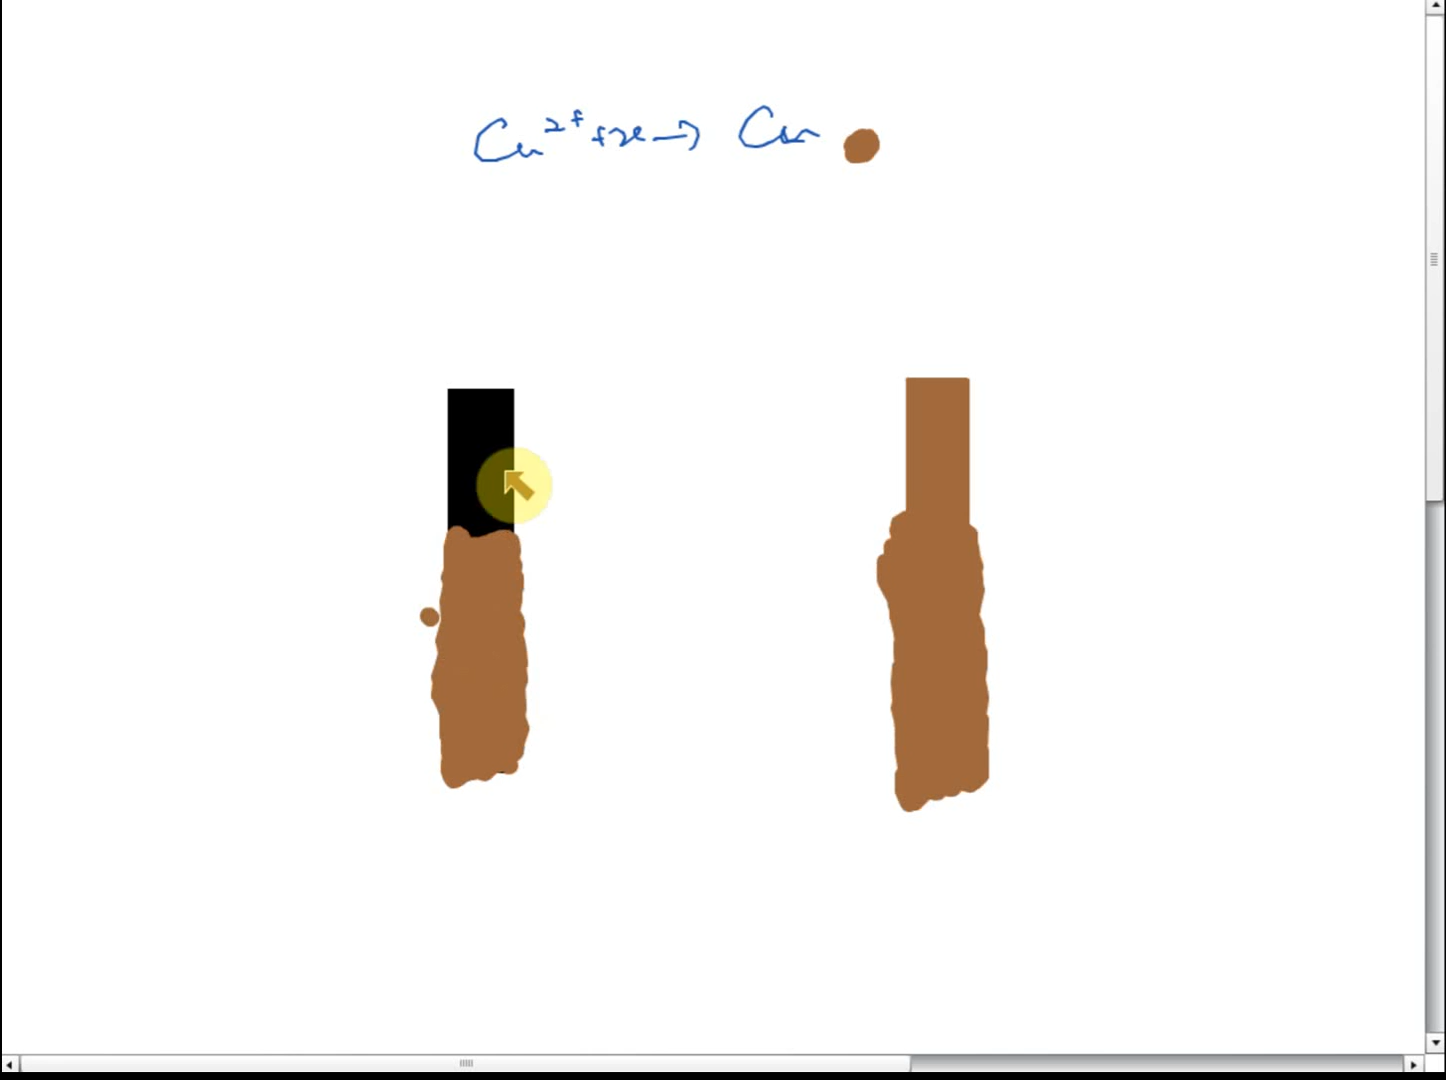 Cu²⁺ + 2e → Cu